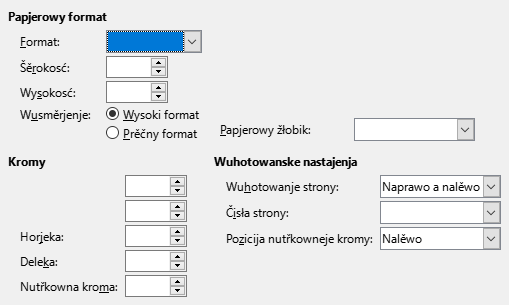 Papjerowy format
Format:
Šěrokosć:
Wysokosć:
Wusměrjenje:
Wysoki format
Prěčny format
Papjerowy žłobik:
Kromy
Horjeka:
Deleka:
Nutřkowna kroma:
Wuhotowanske nastajenja
Wuhotowanje strony: Naprawo a nalěwo
Čisła strony:
Pozicija nutřkowneje kromy: Nalěwo